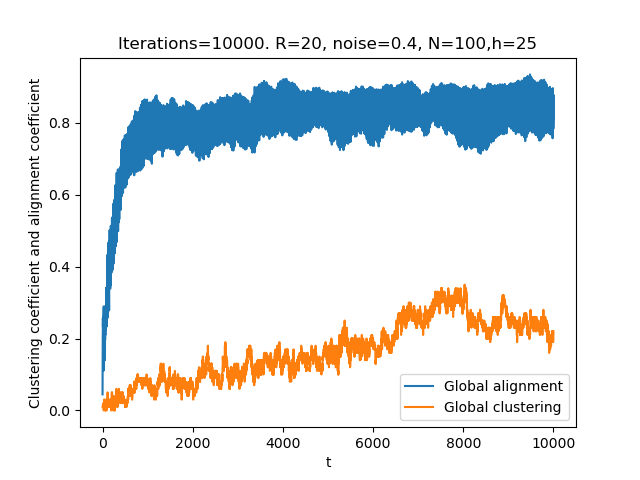 Iterations=10000. R=20, noise=0.4, N=100,h=25
Clustering coefficient and alignment coefficient
0.8
0.6
0.4
0.2
0.0
Global alignment
Global clustering
0 2000 4000 6000 8000 10000
t